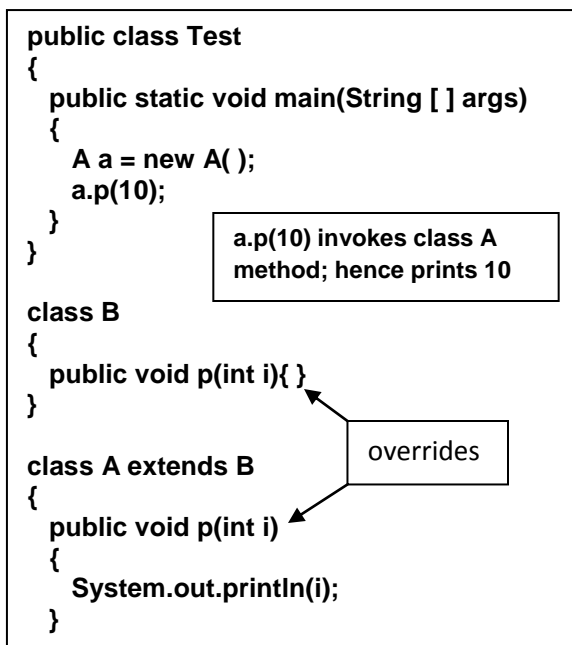 public class Test
{
public static void main(String [ ] args)
{
A a = new A( );
a.p(10);
}
}
a.p(10) invokes class A
method; hence prints 10
class B
{
public void p(int i){ }
}
overrides
class A extends B
{
public void p(int i)
{
System.out.println(i);
}